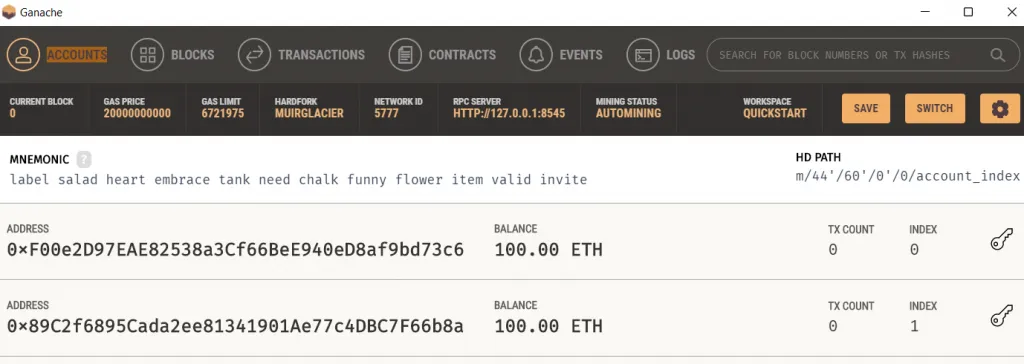 Ganache
ACCOUNTS BLOCKS TRANSACTIONS CONTRACTS EVENTS LOGS SEARCH FOR BLOCK NUMBERS OR TX HASHES
CURRENT BLOCK GAS PRICE GAS LIMIT HARDFORK NETWORK ID RPC SERVER MINING STATUS WORKSPACE
0 20000000000 6721975 MUIRGLACIER 5777 HTTP://127.0.0.1:8545 AUTOMINING QUICKSTART SAVE SWITCH
MNEMONIC ? HD PATH
label salad heart embrace tank need chalk funny flower item valid invite m/44'/60'/0'/0/account_index
ADDRESS BALANCE TX COUNT INDEX
0×F00e2D97EAE82538a3Cf66BeE940eD8af9bd73c6 100.00 ETH 0 0
ADDRESS BALANCE TX COUNT INDEX
0×89C2f6895Cada2ee81341901Ae77c4DBC7F66b8a 100.00 ETH 0 1